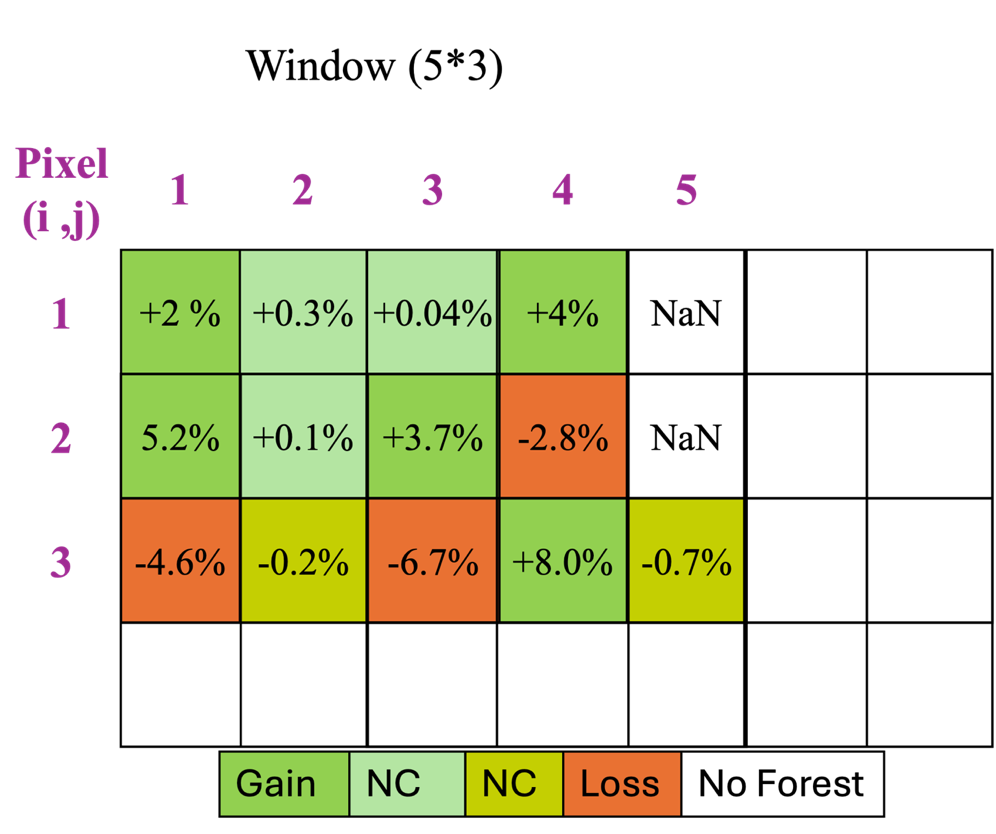 Window (5*3)
Pixel
(i ,j)
1 2 3 4 5
1 +2 % +0.3% +0.04% +4% NaN
2 5.2% +0.1% +3.7% -2.8% NaN
3 -4.6% -0.2% -6.7% +8.0% -0.7%
Gain NC NC Loss No Forest